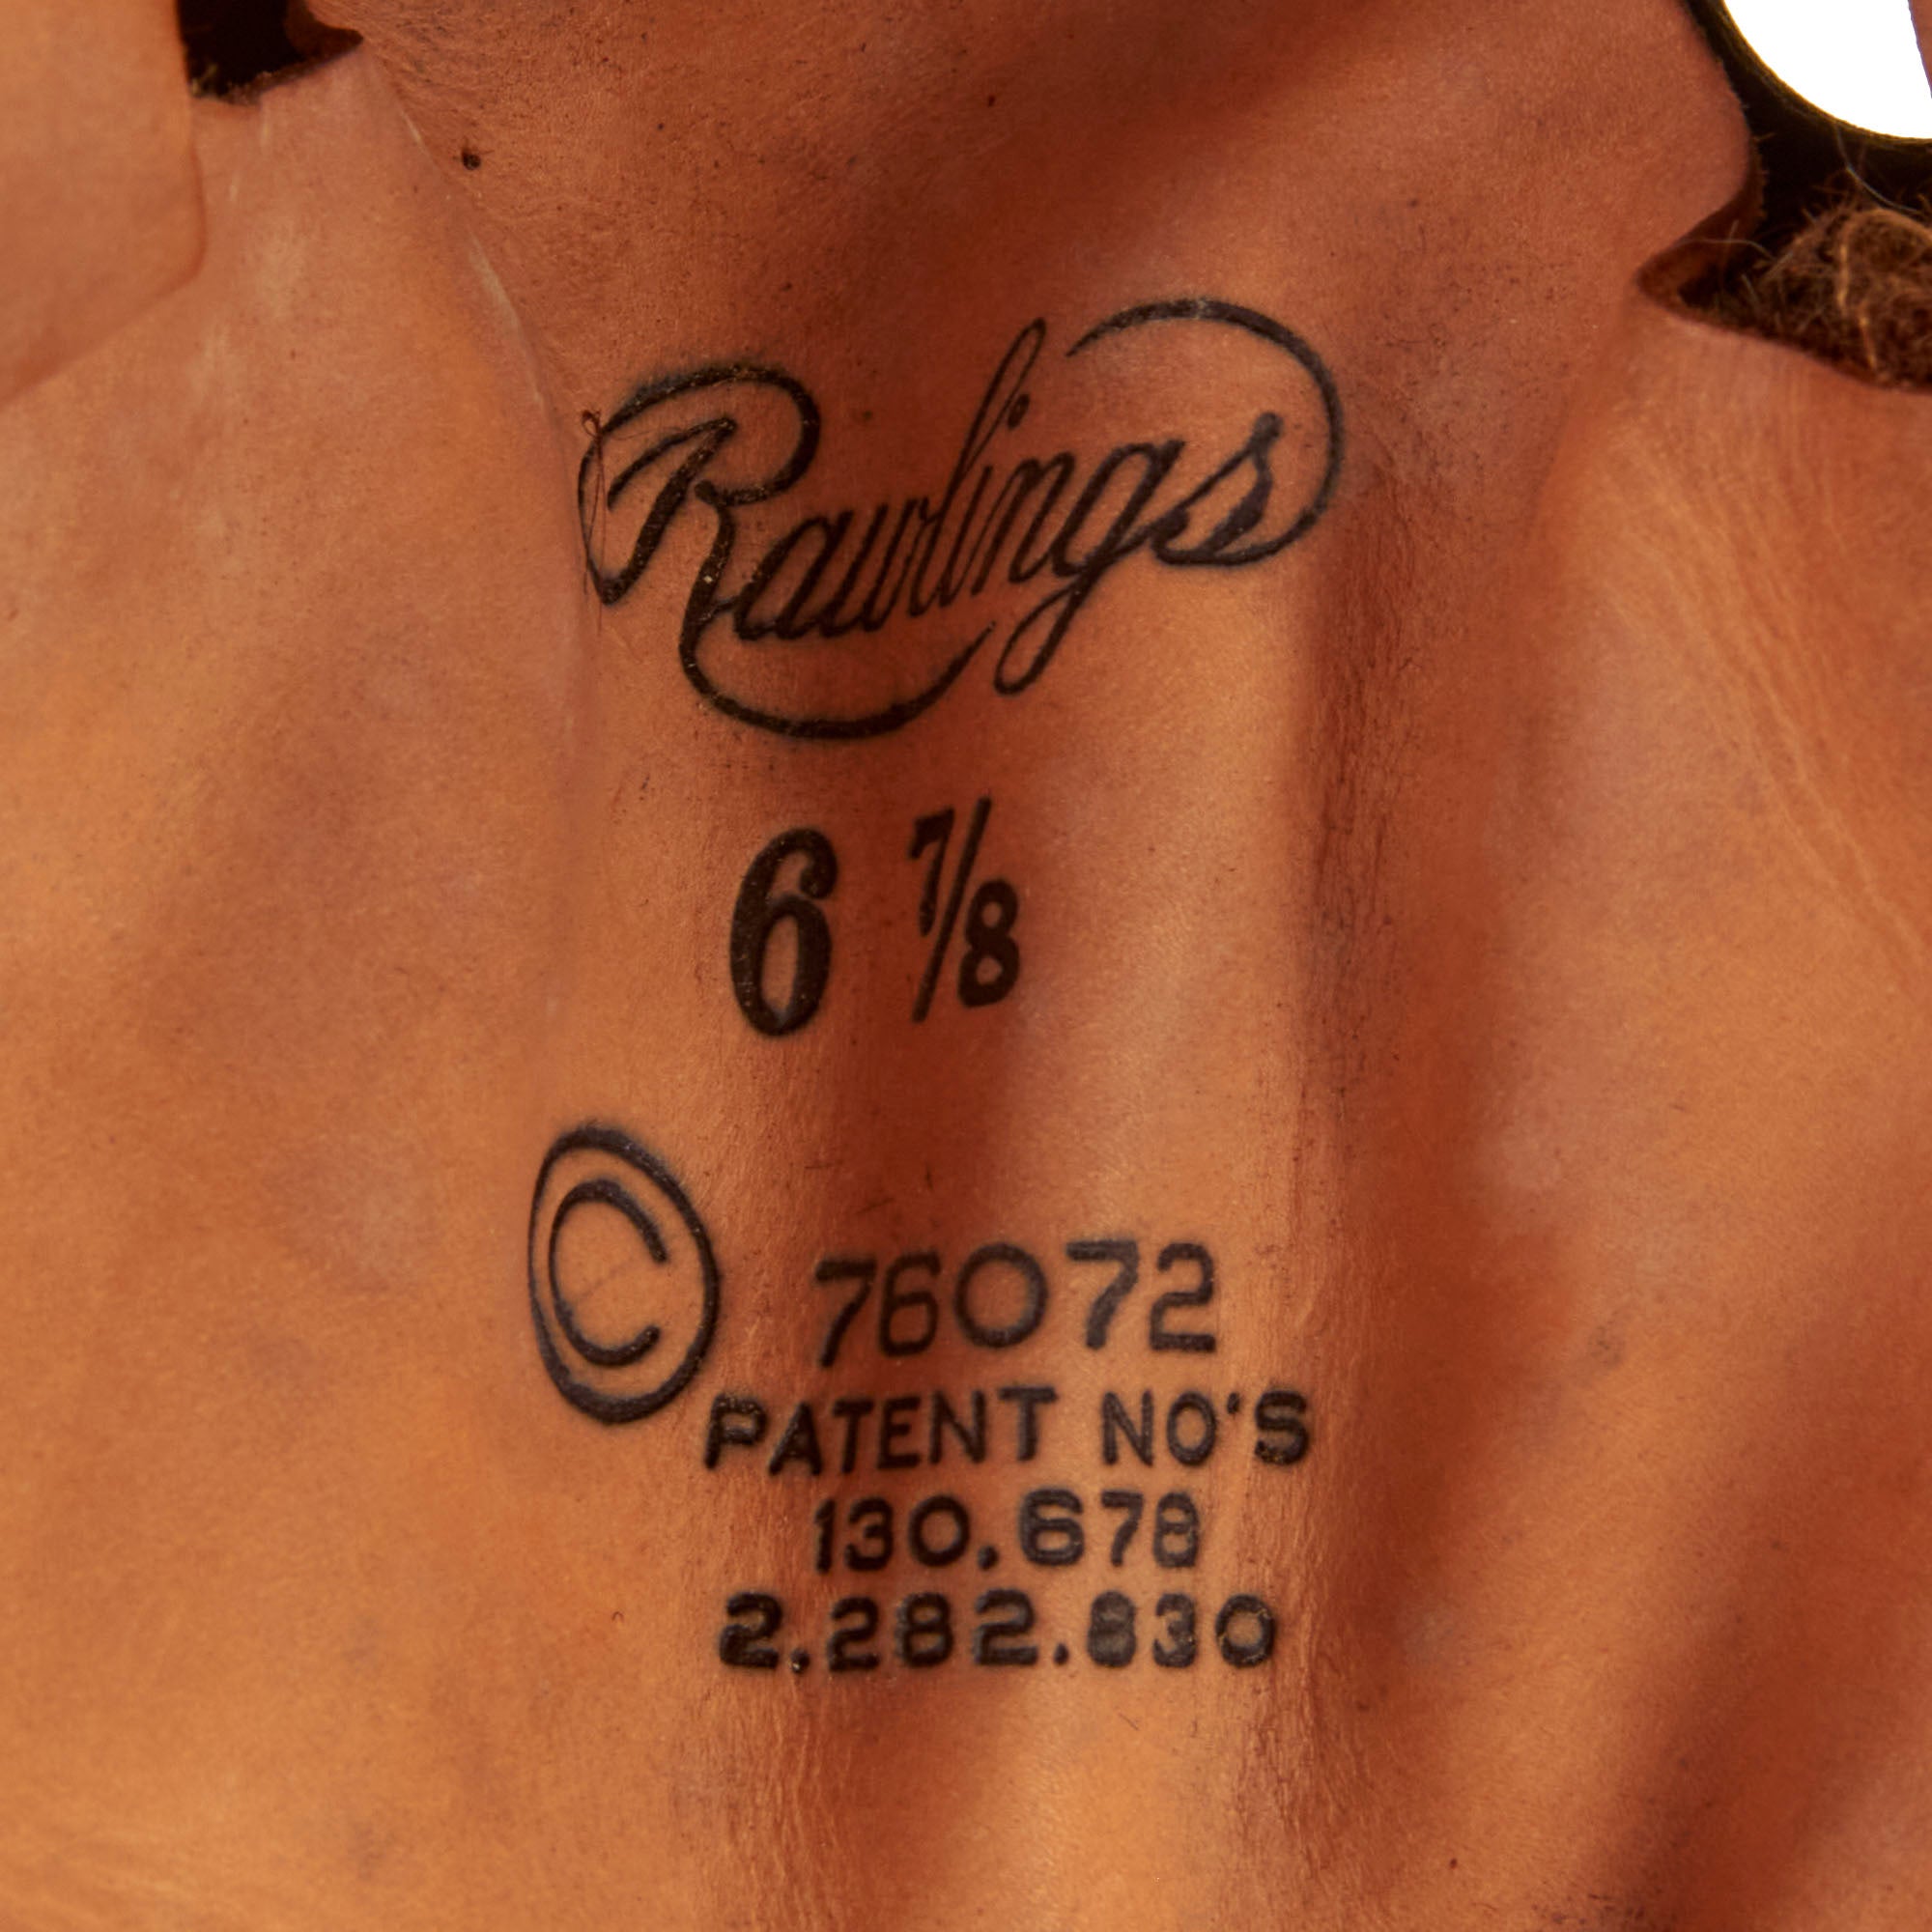 Rawlings
6 7/8
© 76072
PATENT NO'S
130,678
2.282.830